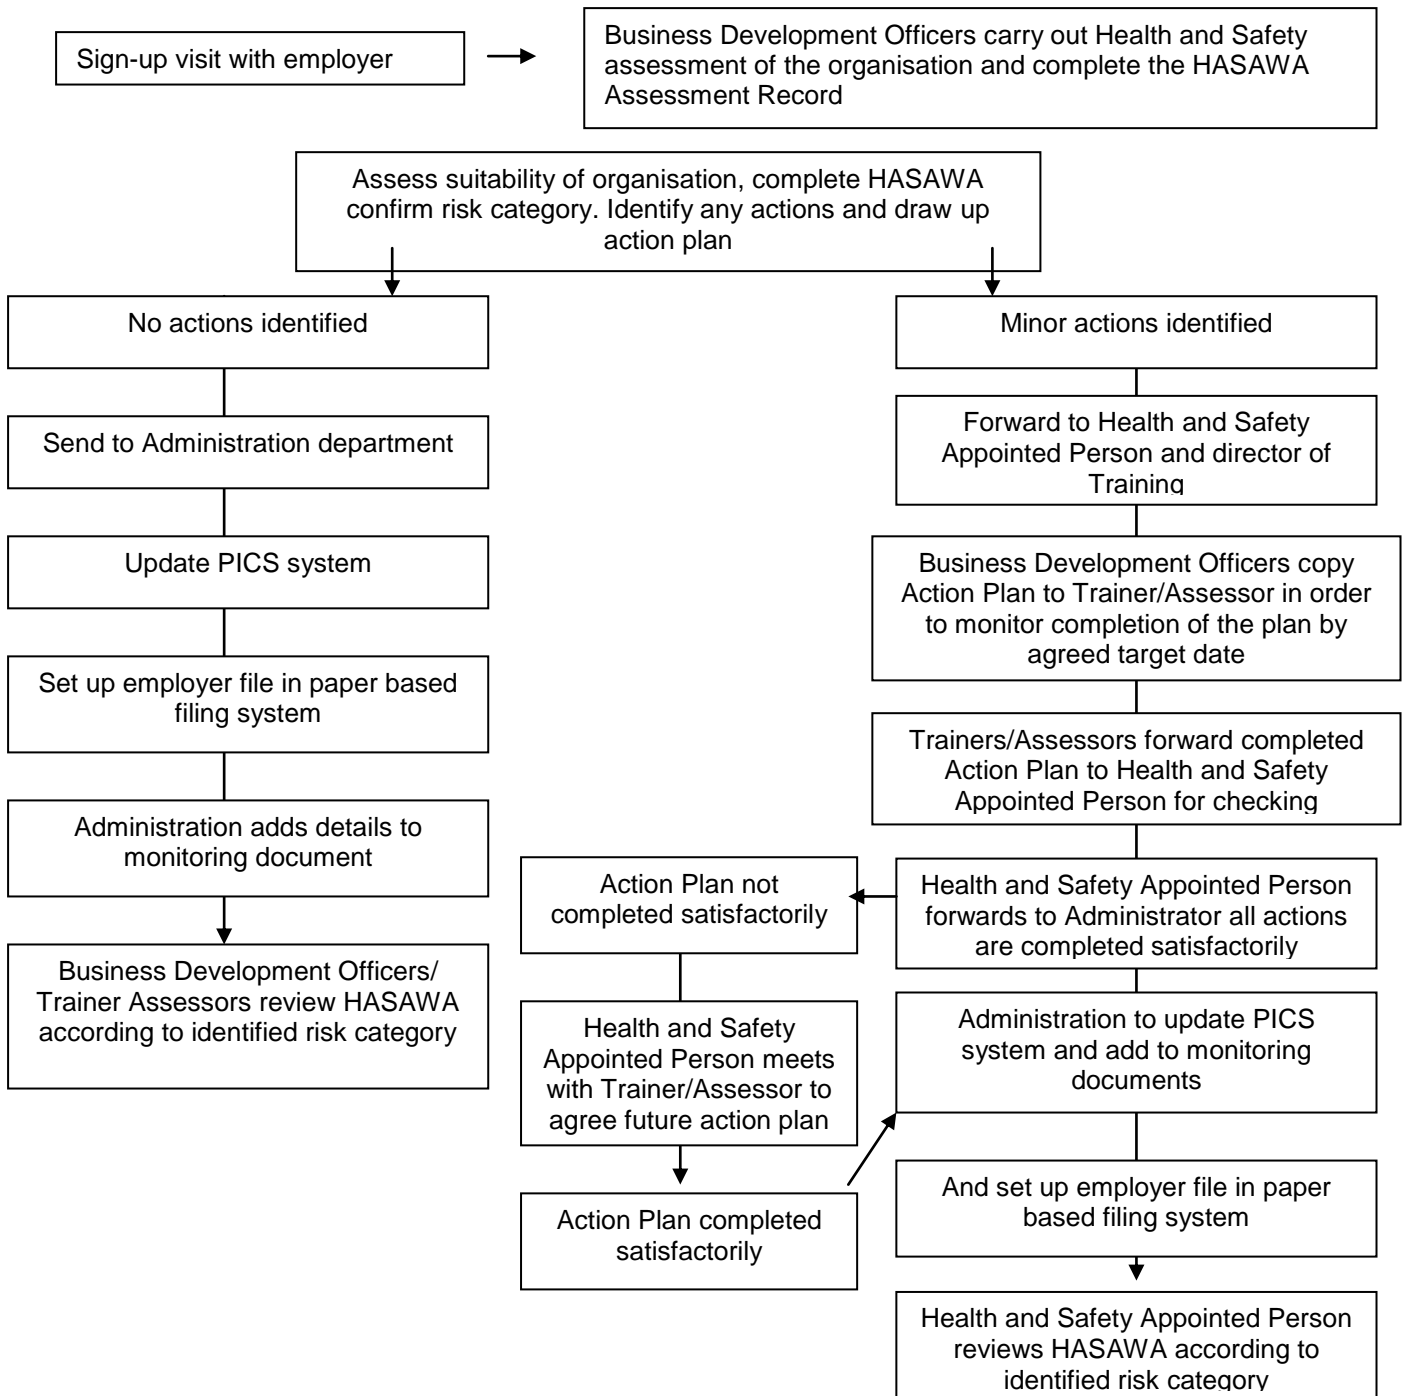 Sign-up visit with employer
Business Development Officers carry out Health and Safety
assessment of the organisation and complete the HASAWA
Assessment Record
Assess suitability of organisation, complete HASAWA
confirm risk category. Identify any actions and draw up
action plan
No actions identified
Send to Administration department
Update PICS system
Set up employer file in paper based
filing system
Administration adds details to
monitoring document
Business Development Officers/
Trainer Assessors review HASAWA
according to identified risk category
Minor actions identified
Forward to Health and Safety
Appointed Person and director of
Training
Business Development Officers copy
Action Plan to Trainer/Assessor in order
to monitor completion of the plan by
agreed target date
Trainers/Assessors forward completed
Action Plan to Health and Safety
Appointed Person for checking
Health and Safety Appointed Person
forwards to Administrator all actions
are completed satisfactorily
Action Plan not
completed satisfactorily
Health and Safety
Appointed Person meets
with Trainer/Assessor to
agree future action plan
Action Plan completed
satisfactorily
Administration to update PICS
system and add to monitoring
documents
And set up employer file in paper
based filing system
Health and Safety Appointed Person
reviews HASAWA according to
identified risk category